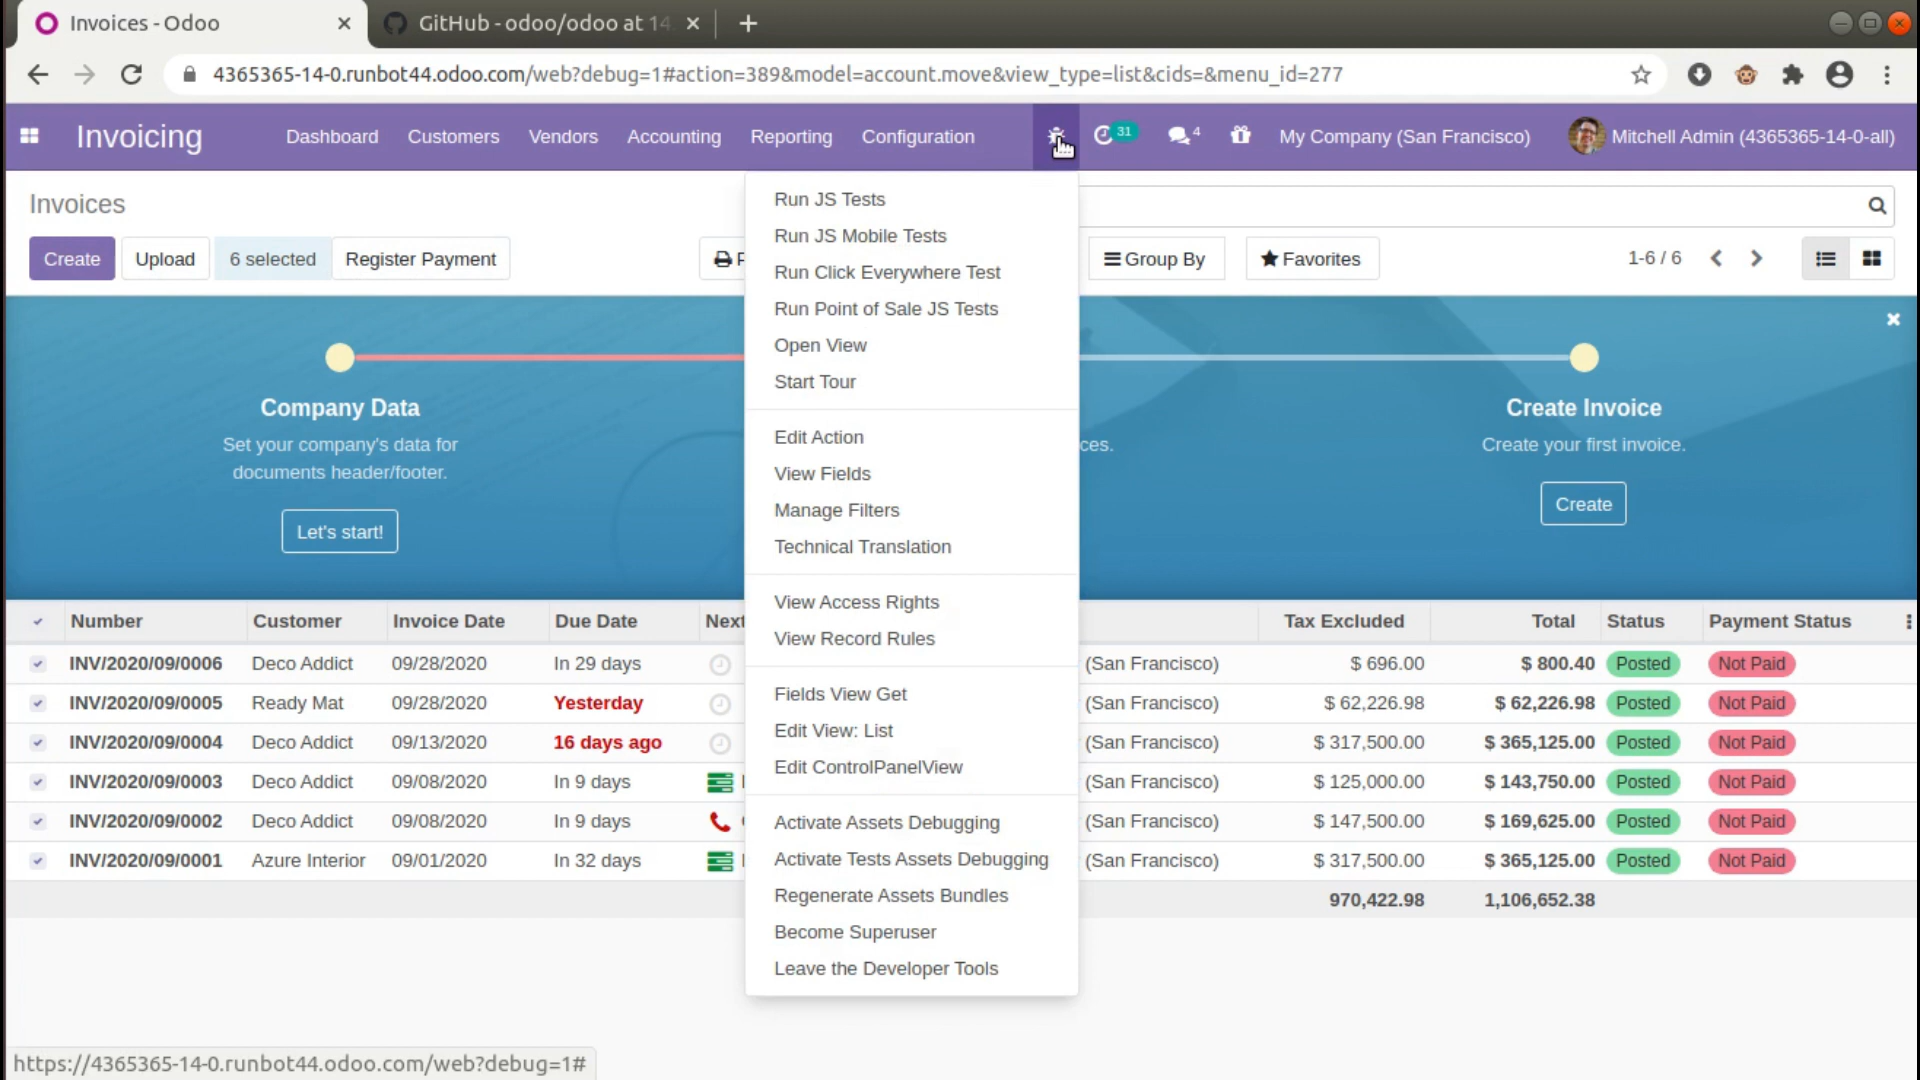 Invoices - Odoo
GitHub - odoo/odoo at 14
4365365-14-0.runbot44.odoo.com/web?debug=1#action=389&model=account.move&view_type=list&cids=&menu_id=277
Invoicing Dashboard Customers Vendors Accounting Reporting Configuration 31 4 My Company (San Francisco) Mitchell Admin (4365365-14-0-all)
Invoices
Create Upload 6 selected Register Payment Group By Favorites 1-6 / 6
Run JS Tests
Run JS Mobile Tests
Run Click Everywhere Test
Run Point of Sale JS Tests
Open View
Start Tour
Edit Action
View Fields
Manage Filters
Technical Translation
View Access Rights
View Record Rules
Fields View Get
Edit View: List
Edit ControlPanelView
Activate Assets Debugging
Activate Tests Assets Debugging
Regenerate Assets Bundles
Become Superuser
Leave the Developer Tools
Company Data
Set your company's data for
documents header/footer.
Let's start!
ces.
Create Invoice
Create your first invoice.
Create
Number Customer Invoice Date Due Date Next Tax Excluded Total Status Payment Status
INV/2020/09/0006 Deco Addict 09/28/2020 In 29 days (San Francisco) $ 696.00 $ 800.40 Posted Not Paid
INV/2020/09/0005 Ready Mat 09/28/2020 Yesterday (San Francisco) $ 62,226.98 $ 62,226.98 Posted Not Paid
INV/2020/09/0004 Deco Addict 09/13/2020 16 days ago (San Francisco) $ 317,500.00 $ 365,125.00 Posted Not Paid
INV/2020/09/0003 Deco Addict 09/08/2020 In 9 days (San Francisco) $ 125,000.00 $ 143,750.00 Posted Not Paid
INV/2020/09/0002 Deco Addict 09/08/2020 In 9 days (San Francisco) $ 147,500.00 $ 169,625.00 Posted Not Paid
INV/2020/09/0001 Azure Interior 09/01/2020 In 32 days (San Francisco) $ 317,500.00 $ 365,125.00 Posted Not Paid
970,422.98 1,106,652.38
https://4365365-14-0.runbot44.odoo.com/web?debug=1#